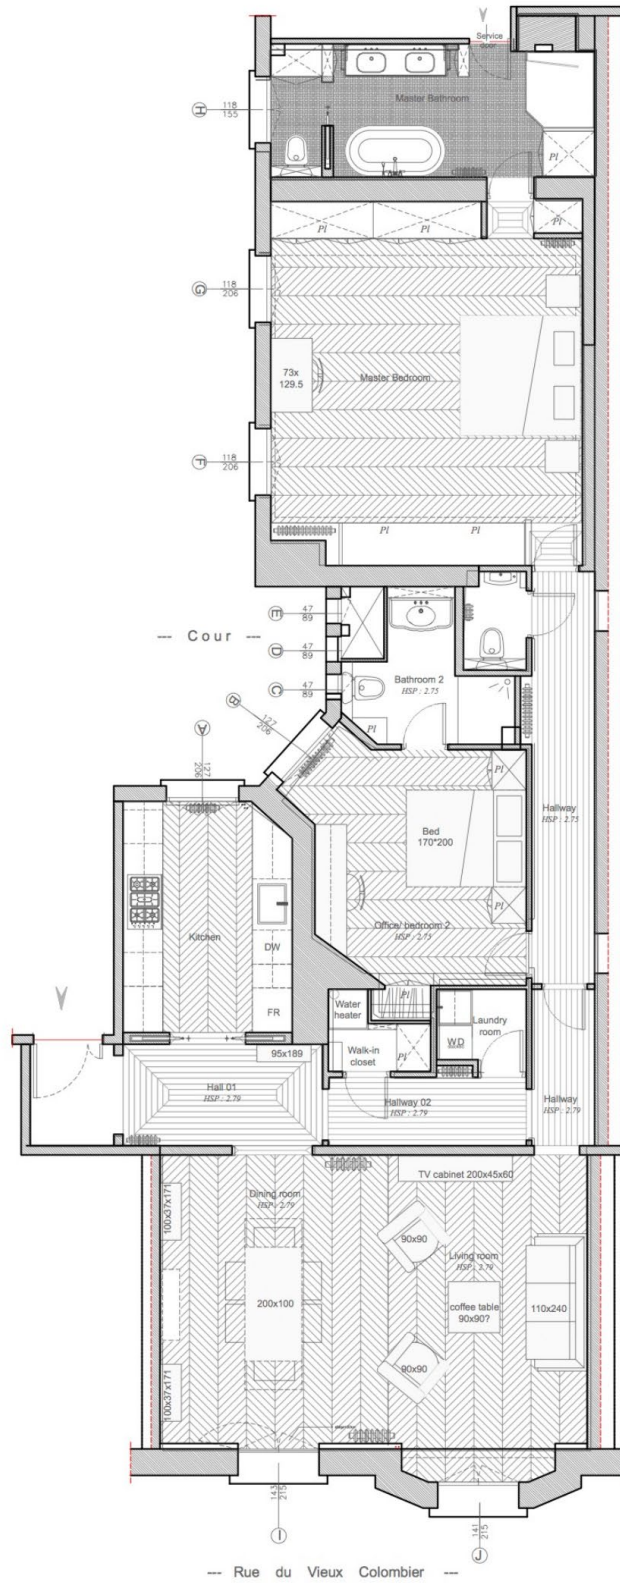 Service
door
H
118
155
Master Bathroom
Pl
Pl
Pl
Pl
G
118
206
73x
129.5
Master Bedroom
F
118
206
Pl
Pl
E
47
89
--- Cour ---
D
47
89
C
47
89
Bathroom 2
HSP : 2.75
B
127
206
Pl
A
127
206
Pl
Bed
170*200
Hallway
HSP : 2.75
Pl
Kitchen
Office/ bedroom 2
HSP : 2.75
DW
FR
Pl
Water
heater
Laundry
room
W.D
Walk-in
closet
Pl
95x189
Hall 01
HSP : 2.79
Hallway 02
HSP : 2.79
Hallway
HSP : 2.79
TV cabinet 200x45x60
Dining room
HSP : 2.79
100x37x171
90x90
Living room
HSP : 2.79
200x100
coffee table
90x90?
110x240
90x90
100x37x171
143
215
I
141
215
J
--- Rue du Vieux Colombier ---